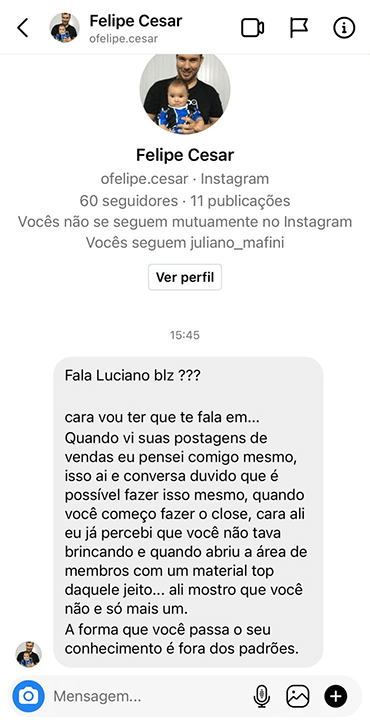 Felipe Cesar
ofelipe.cesar
Felipe Cesar
ofelipe.cesar · Instagram
60 seguidores · 11 publicações
Vocês não se seguem mutuamente no Instagram
Vocês seguem juliano_mafini
Ver perfil
15:45
Fala Luciano blz ???
cara vou ter que te fala em...
Quando vi suas postagens de
vendas eu pensei comigo mesmo,
isso ai e conversa duvido que é
possível fazer isso mesmo, quando
você começo fazer o close, cara ali
eu já percebi que você não tava
brincando e quando abriu a área de
membros com um material top
daquele jeito... ali mostro que você
não e só mais um.
A forma que você passa o seu
conhecimento é fora dos padrões.
Mensagem...